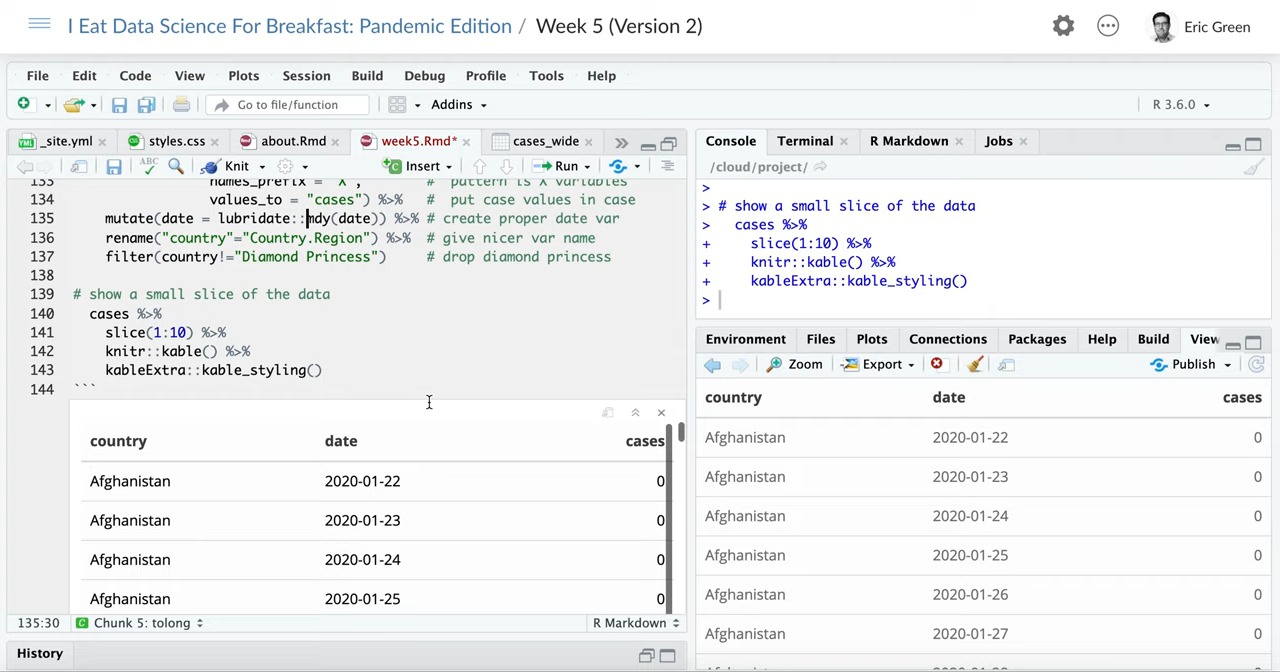 I Eat Data Science For Breakfast: Pandemic Edition / Week 5 (Version 2)
Eric Green
File Edit Code View Plots Session Build Debug Profile Tools Help
Go to file/function
Addins
R 3.6.0
_site.yml
styles.css
about.Rmd
week5.Rmd*
cases_wide
ABC
Knit
Insert
Run
133 names_prefix = "X", # pattern is X variables
134 values_to = "cases") %>% # put case values in case
135 mutate(date = lubridate::mdy(date)) %>% # create proper date var
136 rename("country"="Country.Region") %>% # give nicer var name
137 filter(country!="Diamond Princess") # drop diamond princess
138
139 # show a small slice of the data
140 cases %>%
141 slice(1:10) %>%
142 knitr::kable() %>%
143 kableExtra::kable_styling()
144 ```
country date cases
Afghanistan 2020-01-22 0
Afghanistan 2020-01-23 0
Afghanistan 2020-01-24 0
Afghanistan 2020-01-25 0
135:30 Chunk 5: tolong R Markdown
History
Console Terminal R Markdown Jobs
/cloud/project/
>
> # show a small slice of the data
> cases %>%
+ slice(1:10) %>%
+ knitr::kable() %>%
+ kableExtra::kable_styling()
>
Environment Files Plots Connections Packages Help Build View
Zoom Export Publish
country date cases
Afghanistan 2020-01-22 0
Afghanistan 2020-01-23 0
Afghanistan 2020-01-24 0
Afghanistan 2020-01-25 0
Afghanistan 2020-01-26 0
Afghanistan 2020-01-27 0